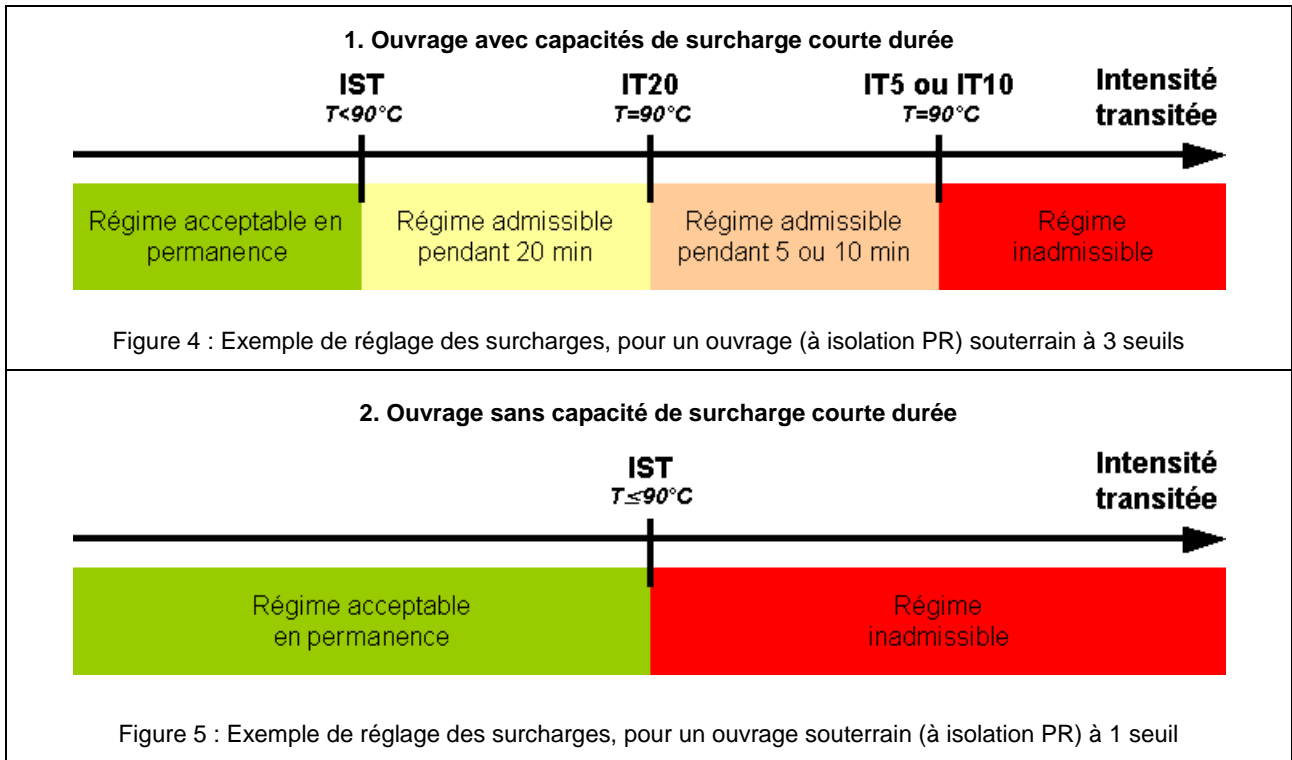 1. Ouvrage avec capacités de surcharge courte durée
IST
T<90°C
IT20
T=90°C
IT5 ou IT10
T=90°C
Intensité
transitée
Régime acceptable en
permanence
Régime admissible
pendant 20 min
Régime admissible
pendant 5 ou 10 min
Régime
inadmissible
Figure 4 : Exemple de réglage des surcharges, pour un ouvrage (à isolation PR) souterrain à 3 seuils
2. Ouvrage sans capacité de surcharge courte durée
IST
T≤90°C
Intensité
transitée
Régime acceptable
en permanence
Régime
inadmissible
Figure 5 : Exemple de réglage des surcharges, pour un ouvrage souterrain (à isolation PR) à 1 seuil